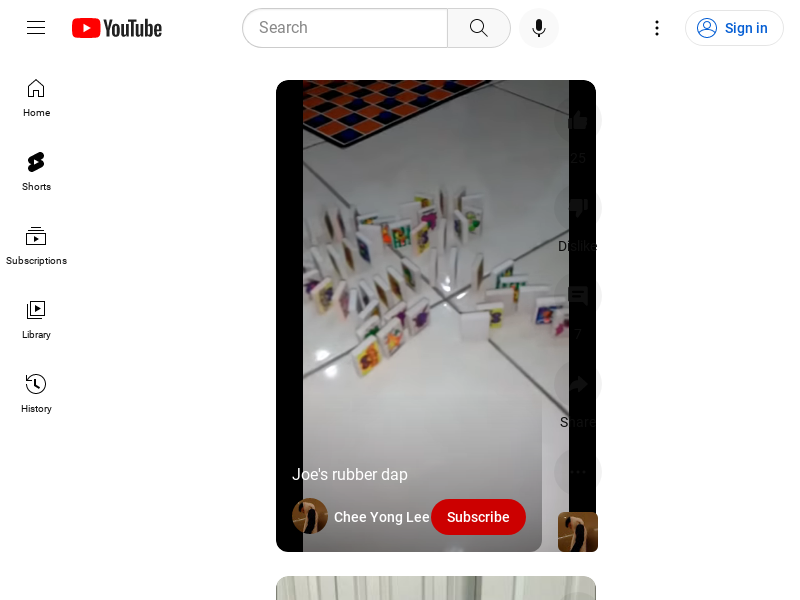 YouTube
Search
Sign in
Home
Shorts
Subscriptions
Library
History
25
Dislike
7
Share
Joe's rubber dap
Chee Yong Lee
Subscribe